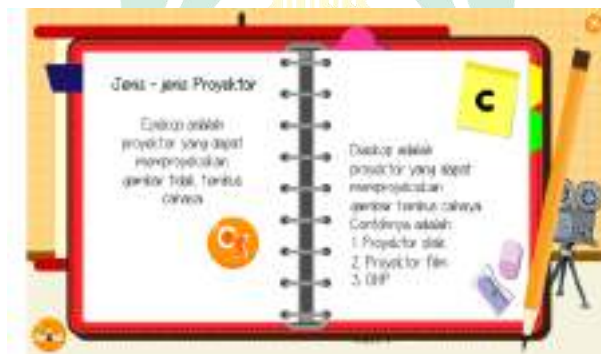 Jenis - jenis Proyektor
Episkop adalah
proyektor yang dapat
memproyeksikan
gambar tidak tembus
cahaya
C
Diaskop adalah
proyektor yang dapat
memproyeksikan
gambar tembus cahaya
Contohnya adalah:
1. Proyektor slide
2. Proyektor film
3. OHP